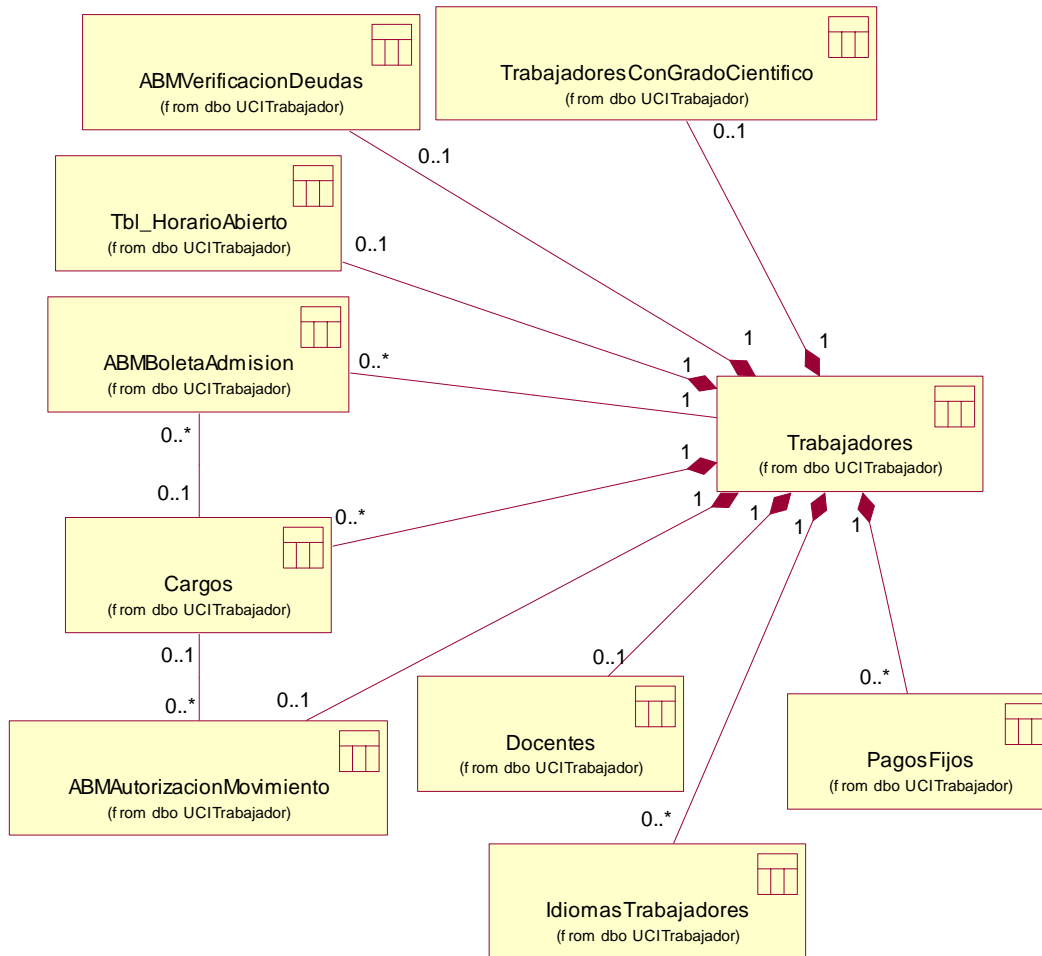 ABMVerificacionDeudas
(from dbo UCITrabajador)
TrabajadoresConGradoCientifico
(from dbo UCITrabajador)
0..1
0..1
Tbl_HorarioAbierto
(from dbo UCITrabajador)
0..1
ABMBoletaAdmision
(from dbo UCITrabajador)
0..*
1
1
1
1
Trabajadores
(from dbo UCITrabajador)
0..*
0..1
1
1
1
1
1
0..*
Cargos
(from dbo UCITrabajador)
0..1
0..*
0..1
0..1
0..*
ABMAutorizacionMovimiento
(from dbo UCITrabajador)
Docentes
(from dbo UCITrabajador)
PagosFijos
(from dbo UCITrabajador)
0..*
IdiomasTrabajadores
(from dbo UCITrabajador)